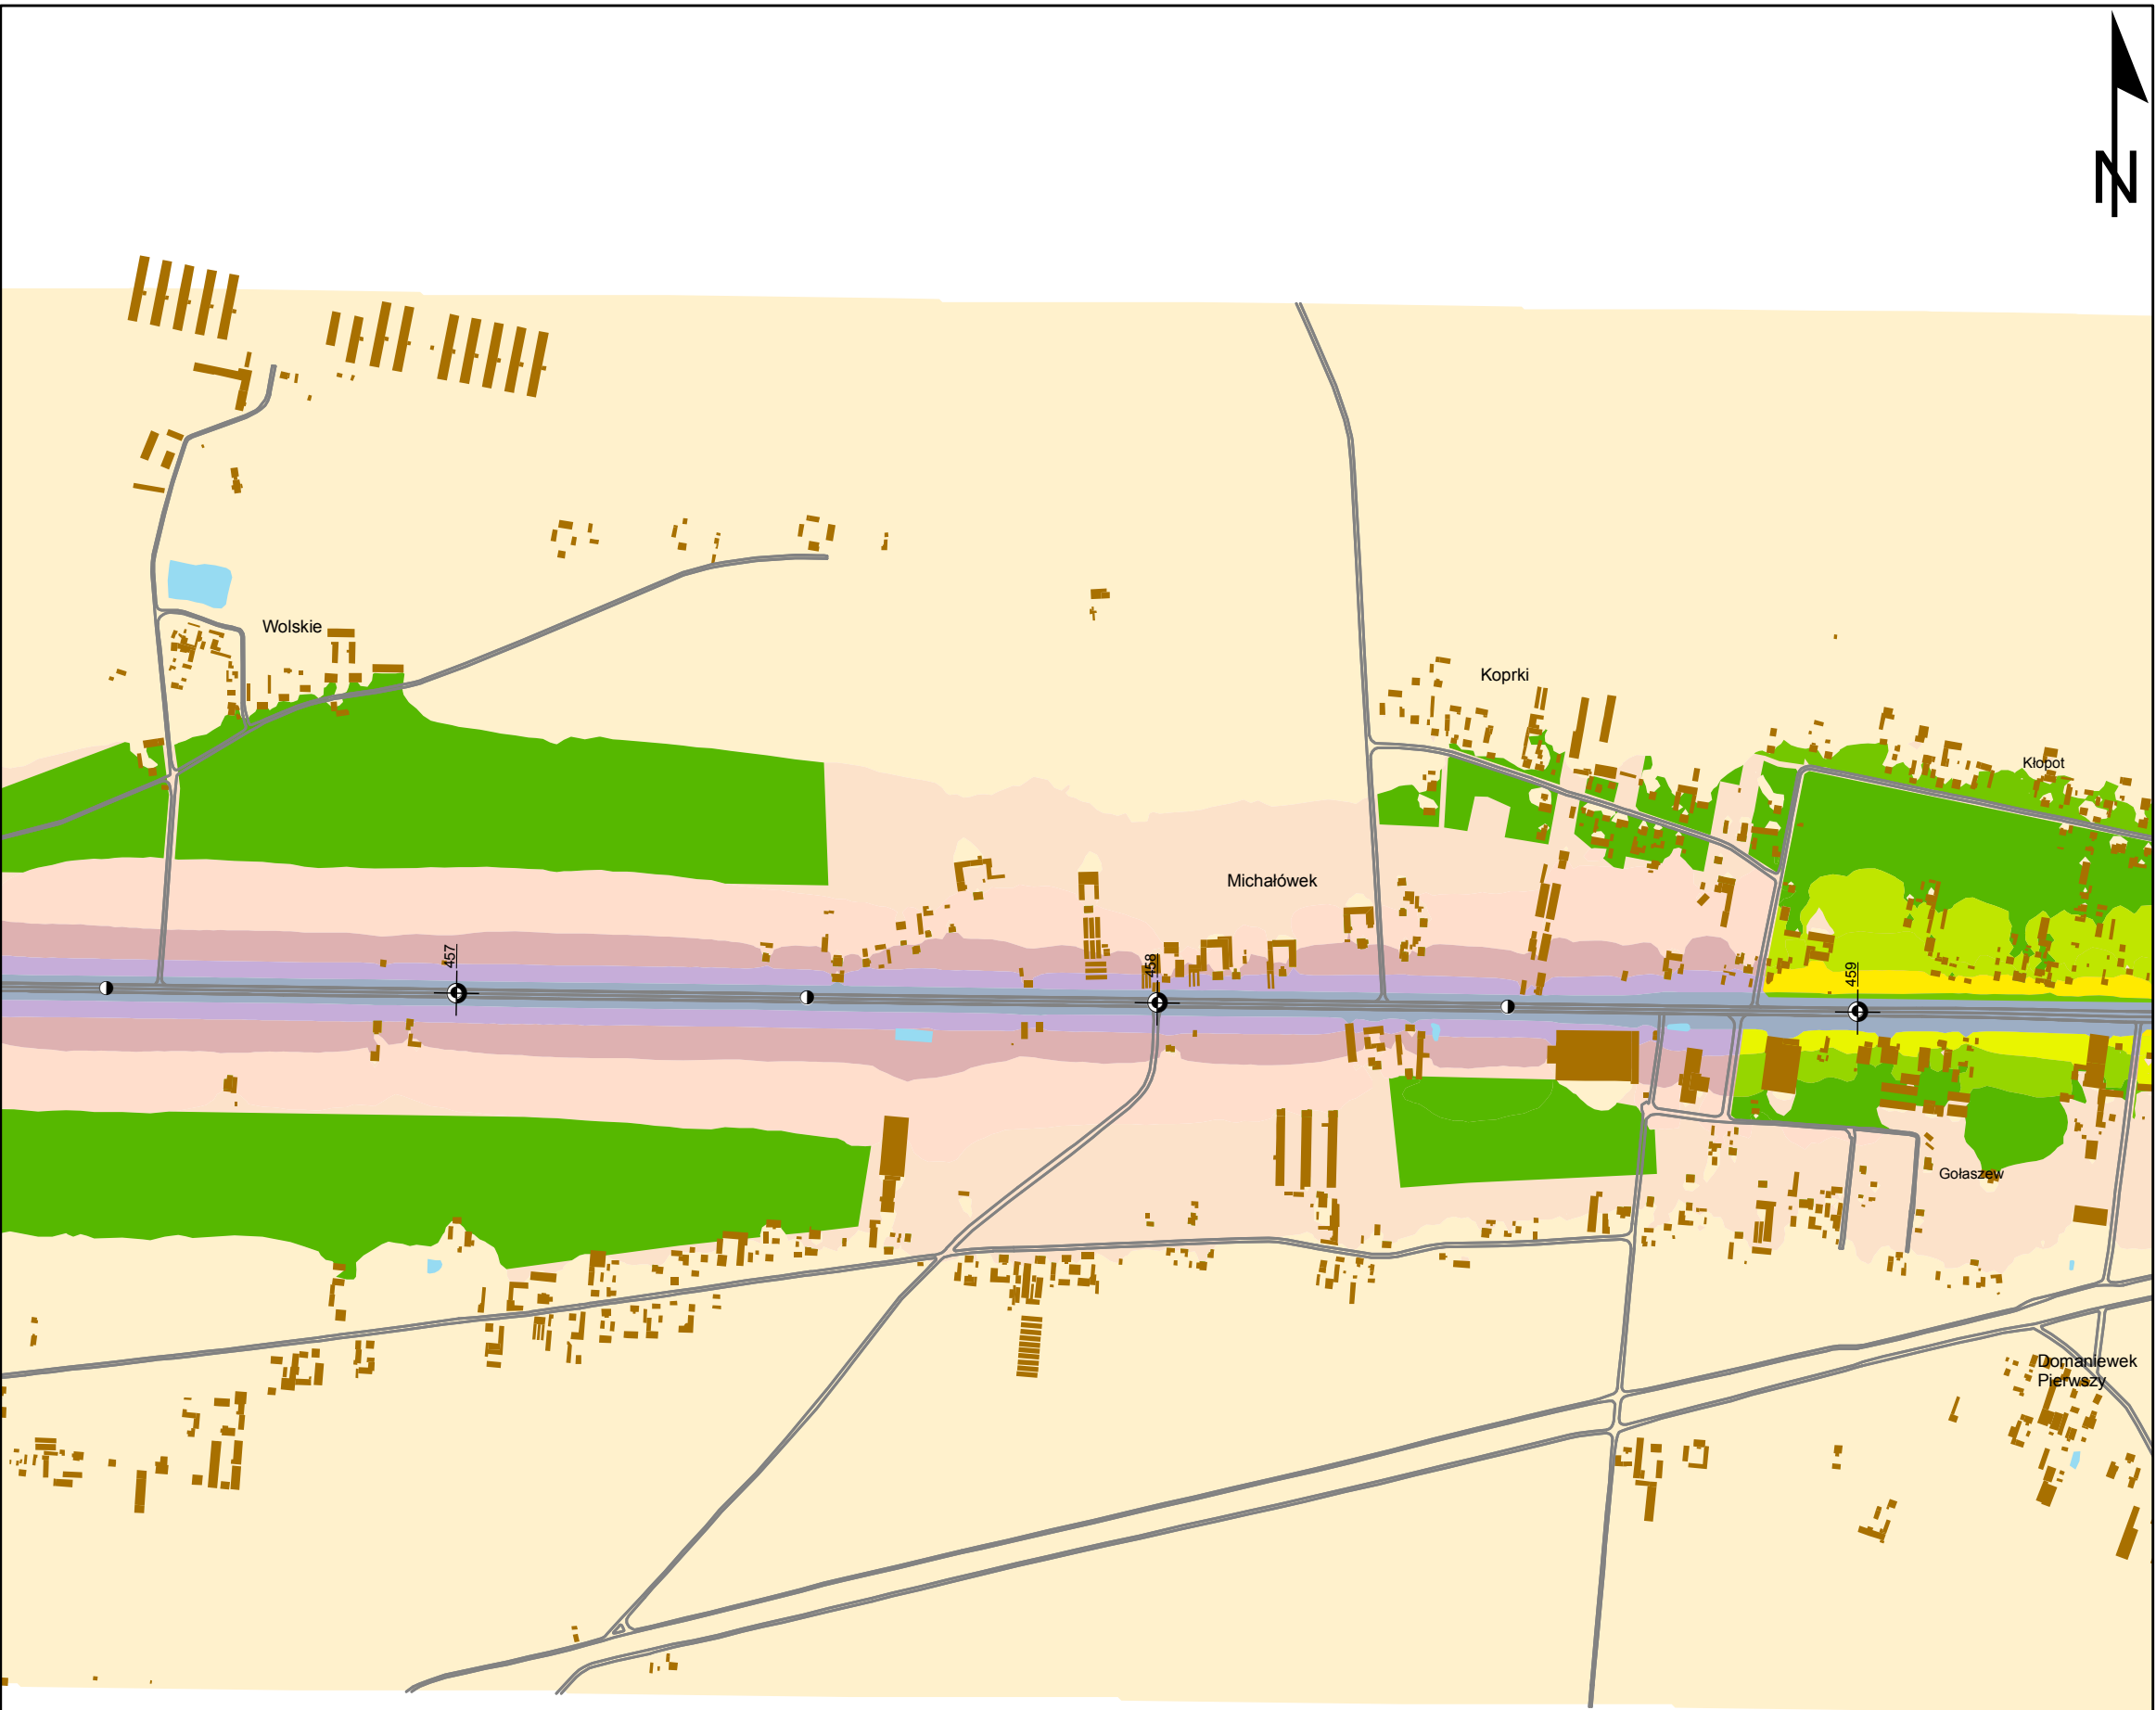 N
Wolskie
Koprki
Kłopot
Michałówek
457
458
459
Gołaszew
Domaniewek
Pierwszy